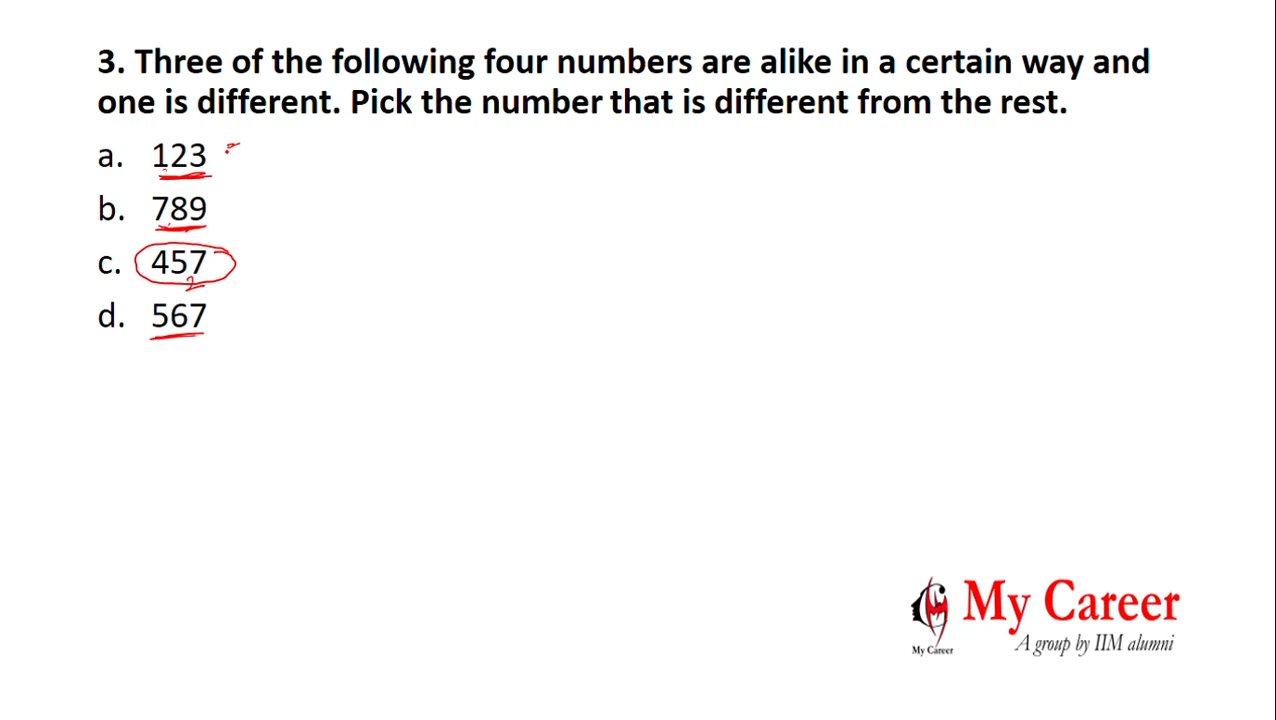 3. Three of the following four numbers are alike in a certain way and
one is different. Pick the number that is different from the rest.
a. 123
b. 789
c. 457
2
d. 567
My Career
A group by IIM alumni
My Career